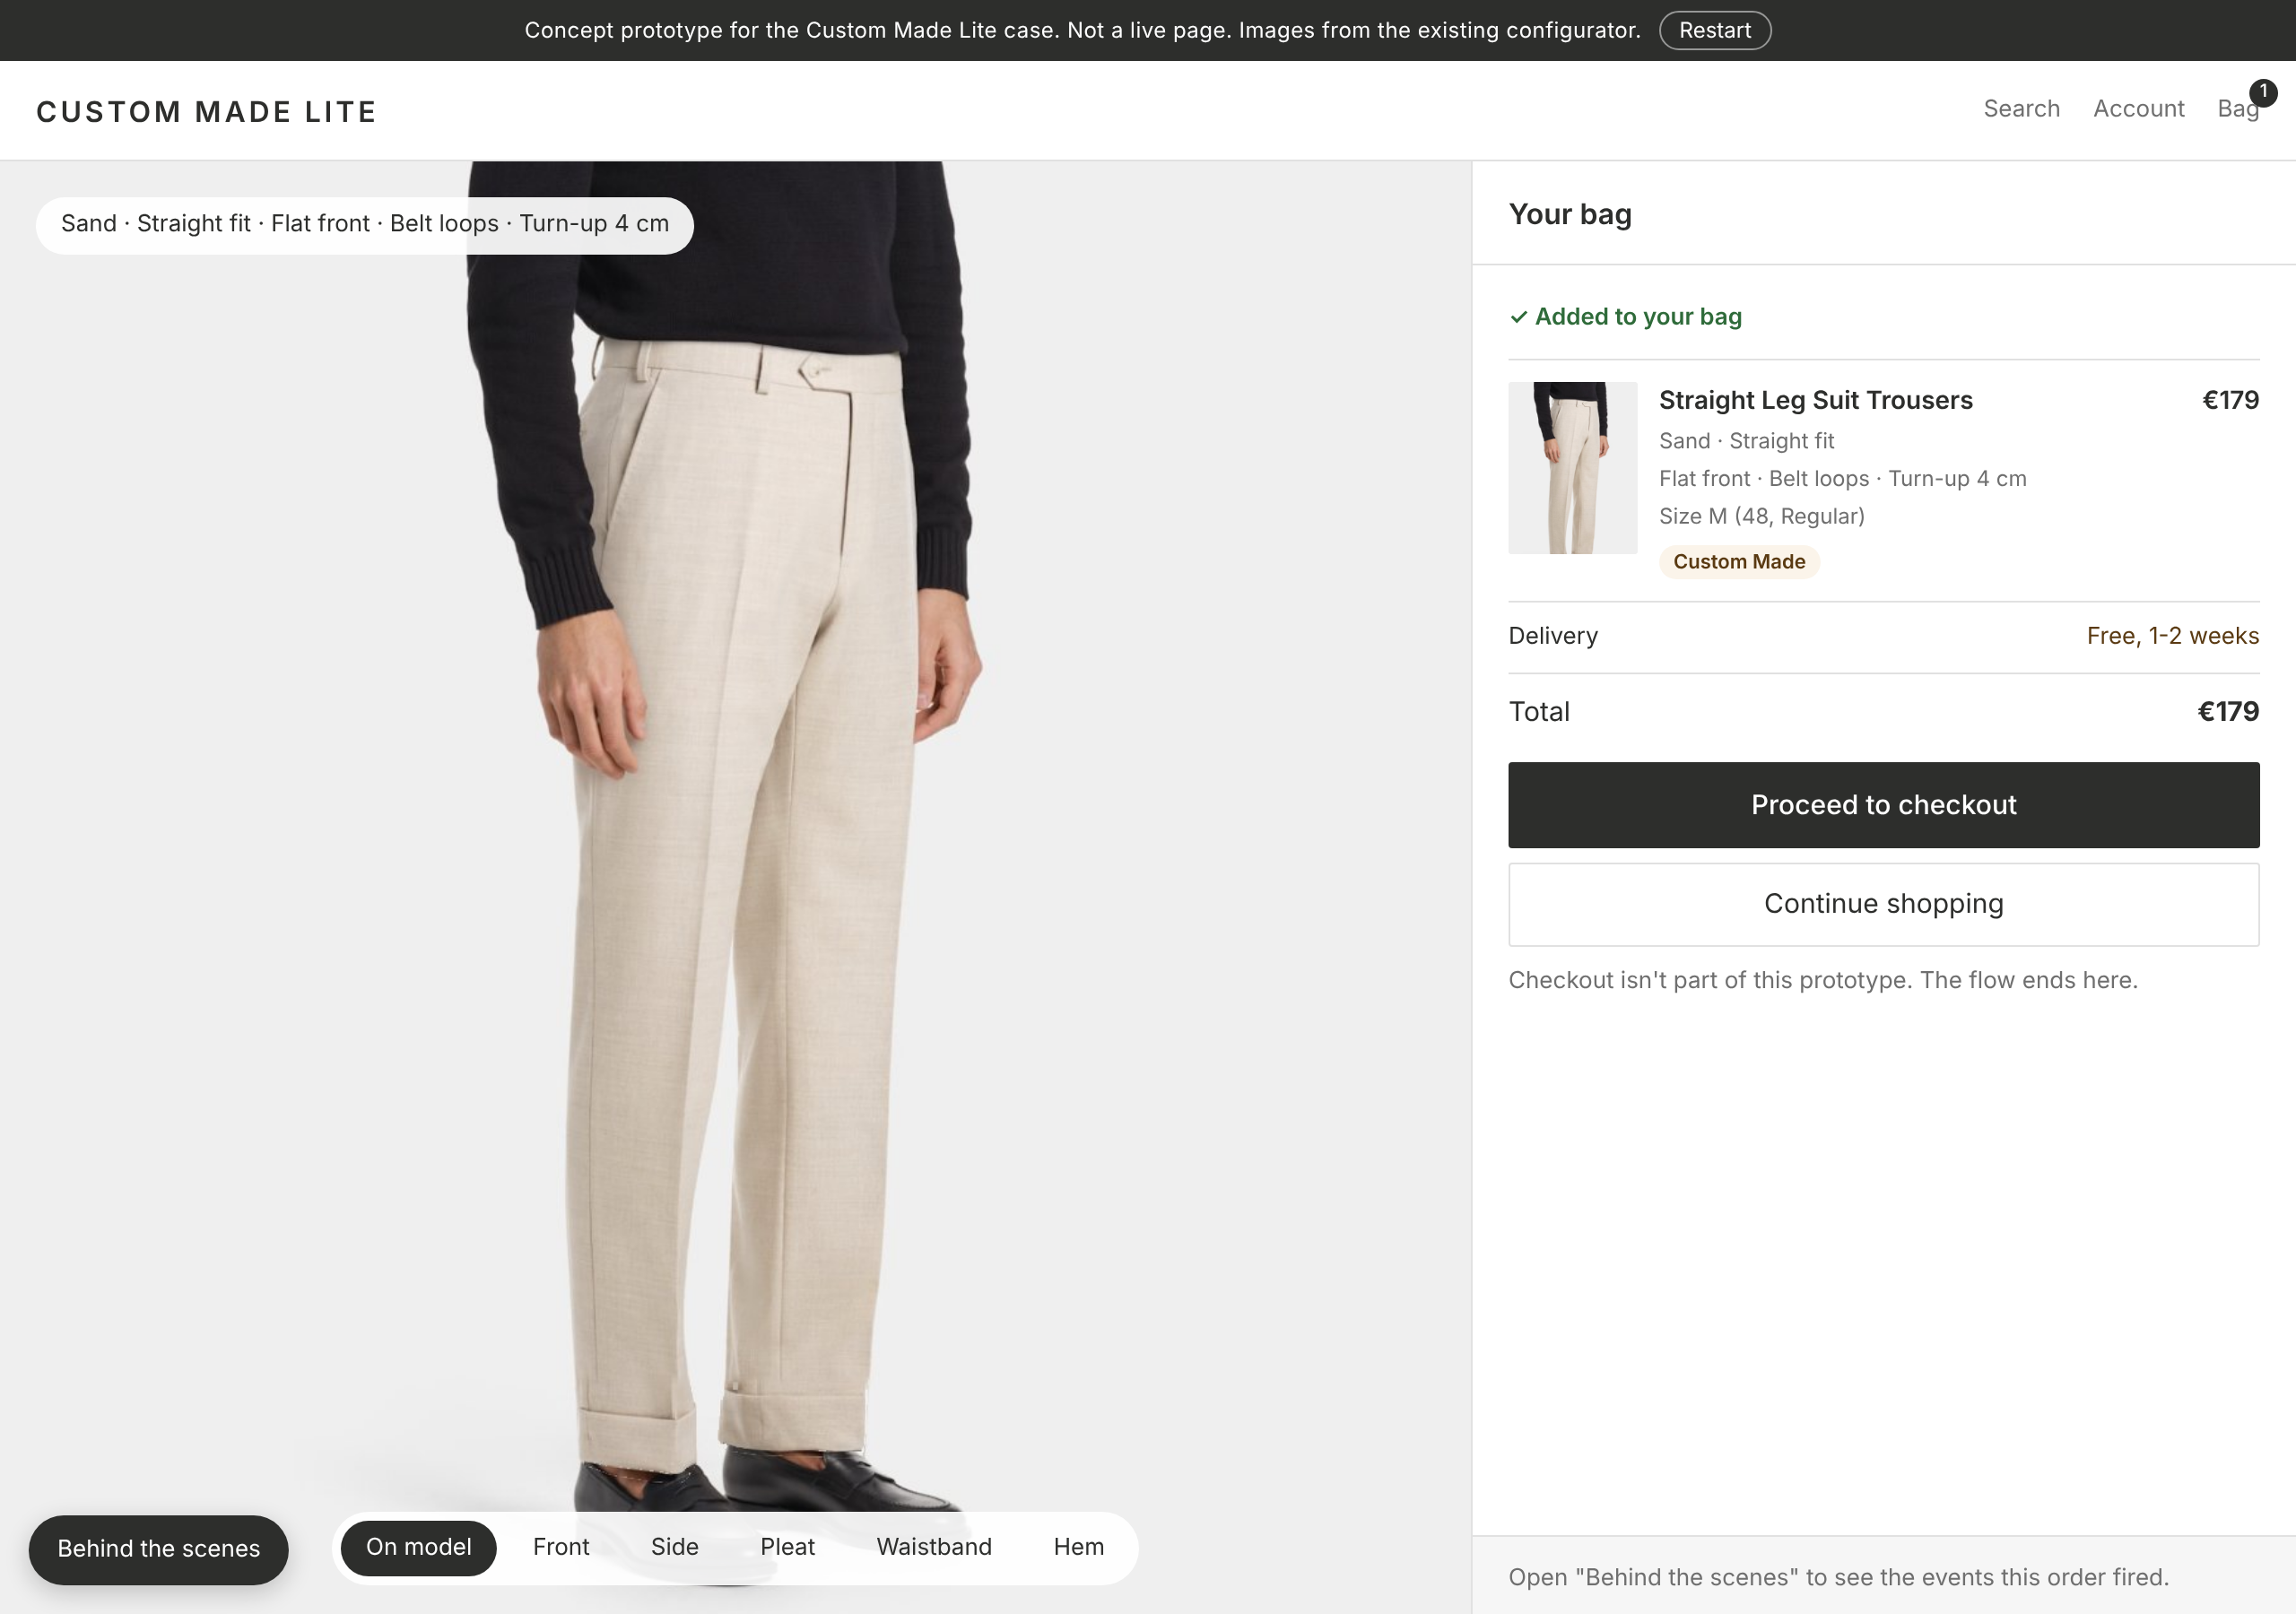 Concept prototype for the Custom Made Lite case. Not a live page. Images from the existing configurator. Restart
CUSTOM MADE LITE
Search Account Bag 1
Sand · Straight fit · Flat front · Belt loops · Turn-up 4 cm
Your bag
✓ Added to your bag
Straight Leg Suit Trousers €179
Sand · Straight fit
Flat front · Belt loops · Turn-up 4 cm
Size M (48, Regular)
Custom Made
Delivery Free, 1-2 weeks
Total €179
Proceed to checkout
Continue shopping
Checkout isn't part of this prototype. The flow ends here.
Behind the scenes On model Front Side Pleat Waistband Hem
Open "Behind the scenes" to see the events this order fired.